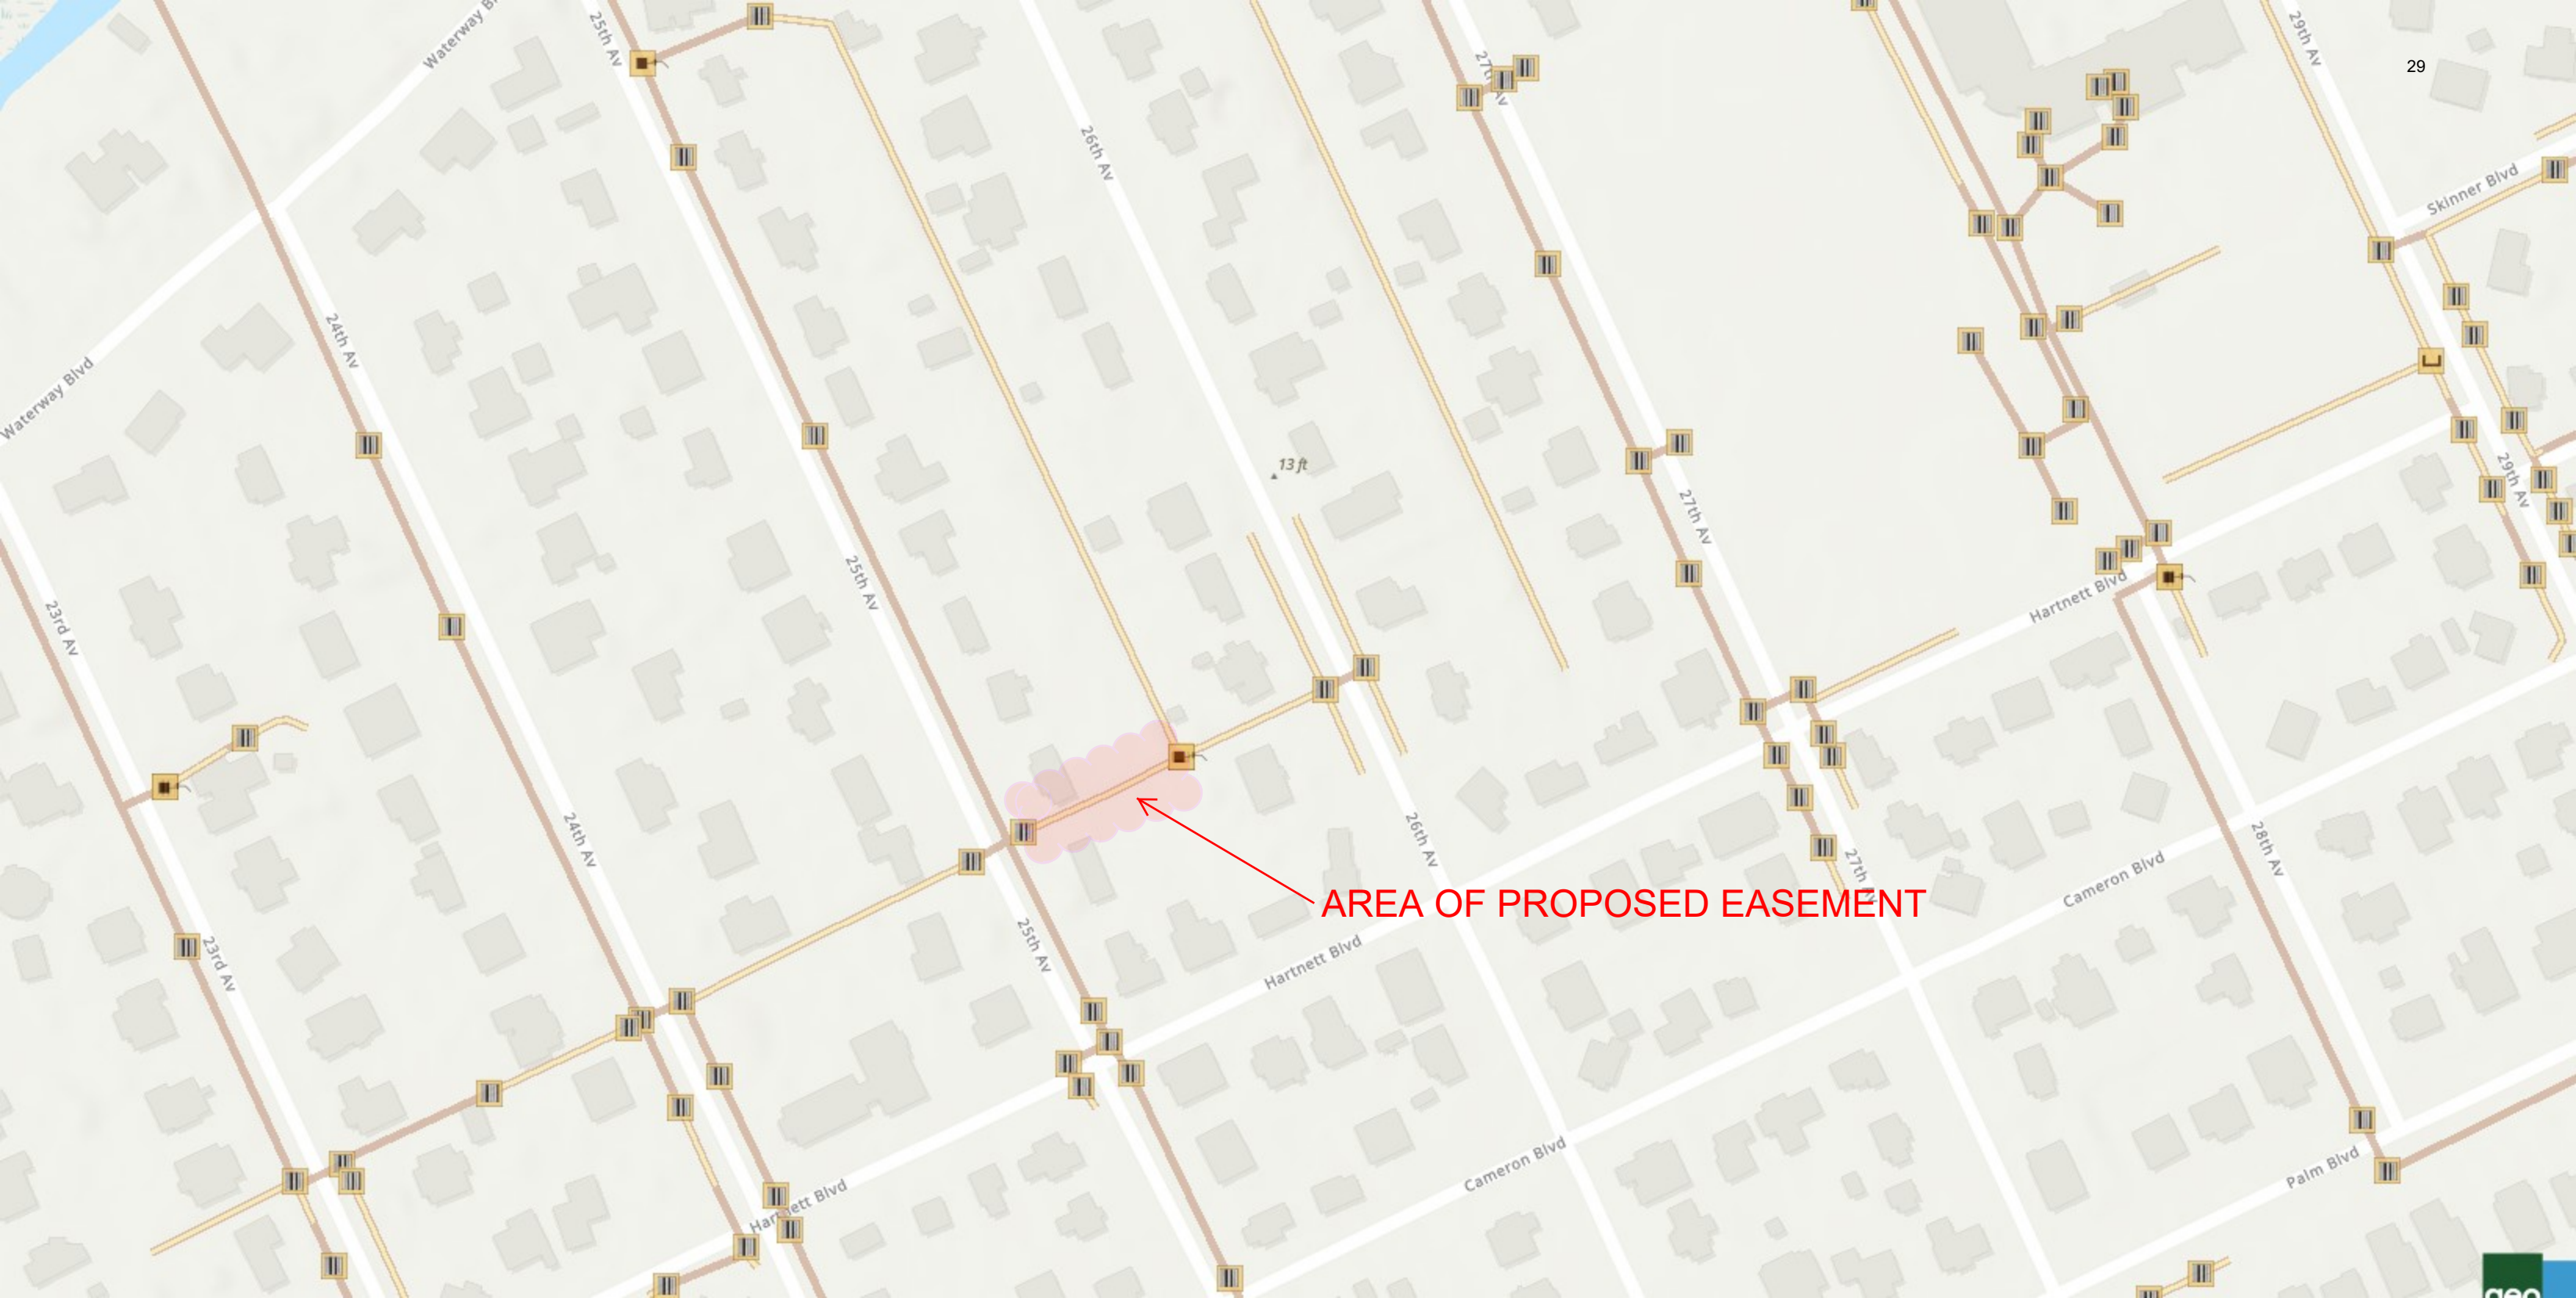 Waterway B
25th Av
27th Av
29th Av
29
26th Av
Skinner Blvd
24th Av
Waterway Blvd
13 ft
29th Av
27th Av
25th Av
Hartnett Blvd
23rd Av
24th Av
26th Av
28th Av
27th Av
Cameron Blvd
AREA OF PROPOSED EASEMENT
23rd Av
25th Av
Hartnett Blvd
Cameron Blvd
Palm Blvd
Hartnett Blvd
geo